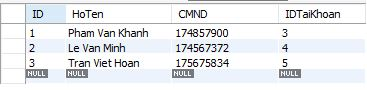 ID HoTen CMND IDTaiKhoan
1 Pham Van Khanh 174857900 3
2 Le Van Minh 174567372 4
3 Tran Viet Hoan 175675834 5
NULL NULL NULL NULL